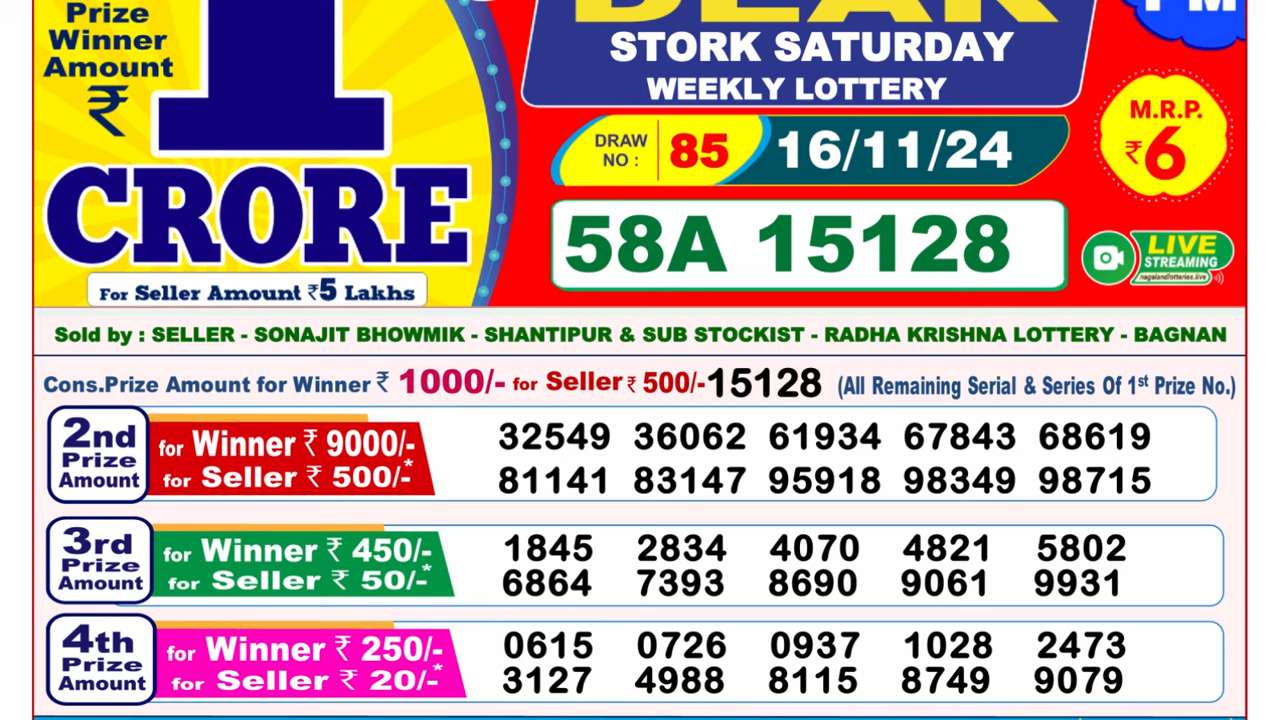 Prize
Winner
Amount
₹
1
CRORE
For Seller Amount ₹5 Lakhs
DEAR
STORK SATURDAY
WEEKLY LOTTERY
PM
DRAW
NO :
85
16/11/24
M.R.P.
₹6
58A 15128
LIVE
STREAMING
nagalandlotteries.live
Sold by : SELLER - SONAJIT BHOWMIK - SHANTIPUR & SUB STOCKIST - RADHA KRISHNA LOTTERY - BAGNAN
Cons.Prize Amount for Winner ₹ 1000/- for Seller ₹ 500/- 15128 (All Remaining Serial & Series Of 1st Prize No.)
2nd
Prize
Amount
for Winner ₹ 9000/-
for Seller ₹ 500/-*
32549 36062 61934 67843 68619
81141 83147 95918 98349 98715
3rd
Prize
Amount
for Winner ₹ 450/-
for Seller ₹ 50/-*
1845 2834 4070 4821 5802
6864 7393 8690 9061 9931
4th
Prize
Amount
for Winner ₹ 250/-
for Seller ₹ 20/-*
0615 0726 0937 1028 2473
3127 4988 8115 8749 9079